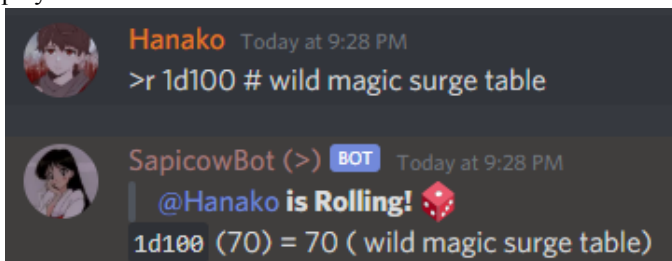 Hanako Today at 9:28 PM
>r 1d100 # wild magic surge table
SapicowBot (>) BOT Today at 9:28 PM
@Hanako is Rolling!
1d100 (70) = 70 ( wild magic surge table)